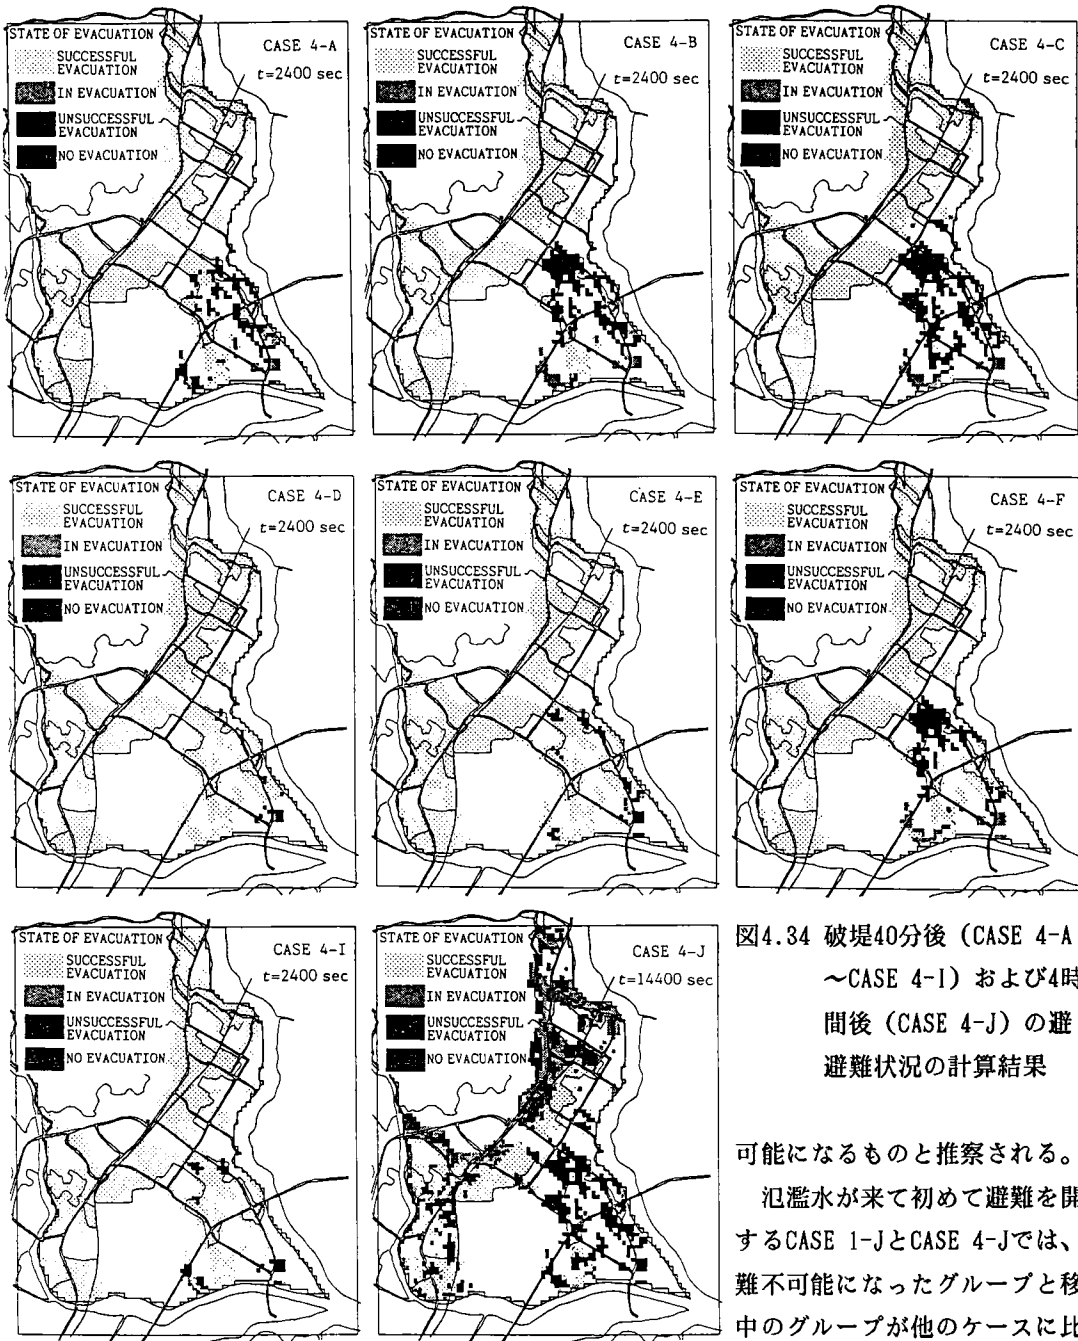 STATE OF EVACUATION
CASE 4-A
SUCCESSFUL
EVACUATION
t=2400 sec
IN EVACUATION
UNSUCCESSFUL
EVACUATION
NO EVACUATION
STATE OF EVACUATION
CASE 4-B
SUCCESSFUL
EVACUATION
t=2400 sec
IN EVACUATION
UNSUCCESSFUL
EVACUATION
NO EVACUATION
STATE OF EVACUATION
CASE 4-C
SUCCESSFUL
EVACUATION
t=2400 sec
IN EVACUATION
UNSUCCESSFUL
EVACUATION
NO EVACUATION
STATE OF EVACUATION
CASE 4-D
SUCCESSFUL
EVACUATION
t=2400 sec
IN EVACUATION
UNSUCCESSFUL
EVACUATION
NO EVACUATION
STATE OF EVACUATION
CASE 4-E
SUCCESSFUL
EVACUATION
t=2400 sec
IN EVACUATION
UNSUCCESSFUL
EVACUATION
NO EVACUATION
STATE OF EVACUATION
CASE 4-F
SUCCESSFUL
EVACUATION
t=2400 sec
IN EVACUATION
UNSUCCESSFUL
EVACUATION
NO EVACUATION
STATE OF EVACUATION
CASE 4-I
SUCCESSFUL
EVACUATION
t=2400 sec
IN EVACUATION
UNSUCCESSFUL
EVACUATION
NO EVACUATION
STATE OF EVACUATION
CASE 4-J
SUCCESSFUL
EVACUATION
t=14400 sec
IN EVACUATION
UNSUCCESSFUL
EVACUATION
NO EVACUATION
図4.34 破堤40分後（CASE 4-A
～CASE 4-I）および4時
間後（CASE 4-J）の避
避難状況の計算結果
可能になるものと推察される。
氾濫水が来て初めて避難を開
するCASE 1-JとCASE 4-Jでは、
難不可能になったグループと移
中のグループが他のケースに比